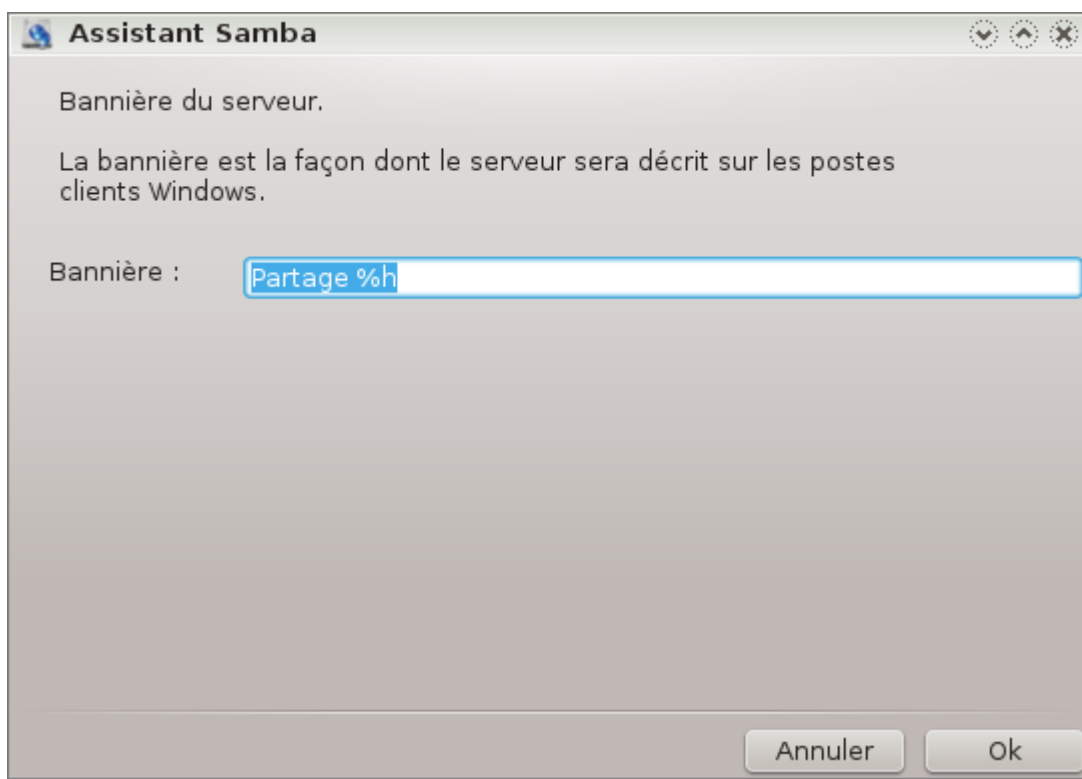 Assistant Samba
Bannière du serveur.
La bannière est la façon dont le serveur sera décrit sur les postes
clients Windows.
Bannière : Partage %h
Annuler Ok